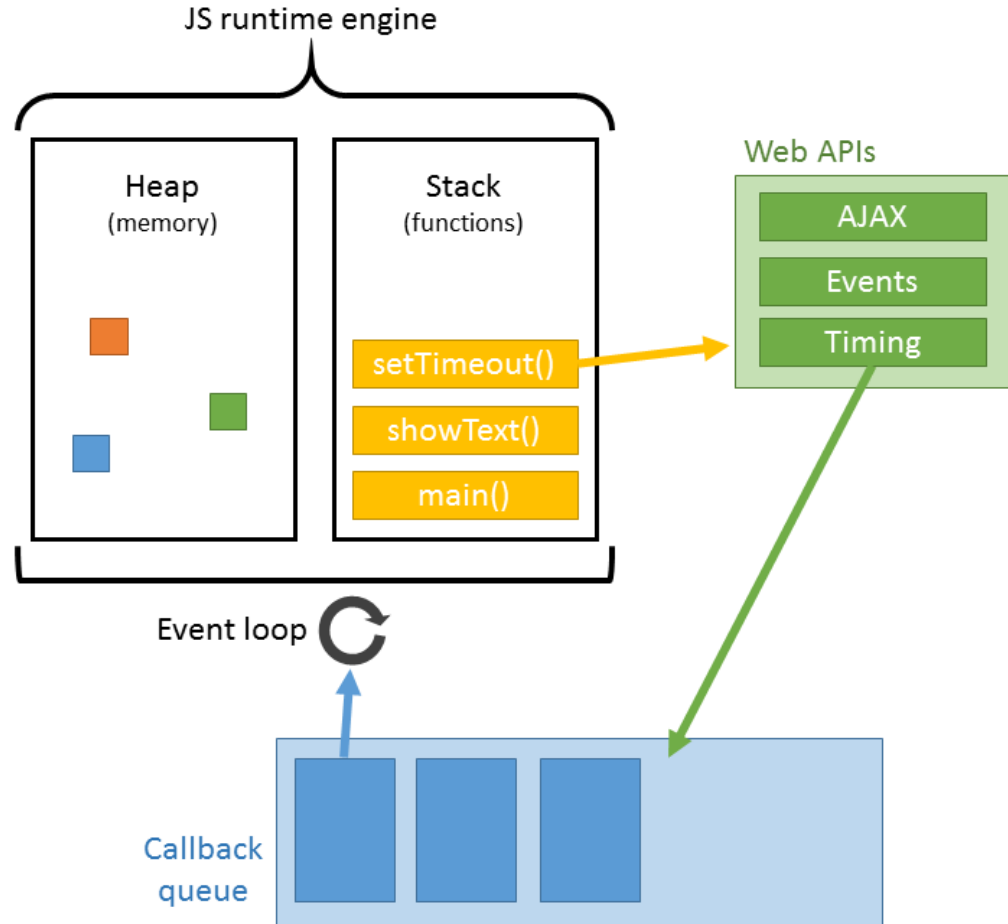 JS runtime engine
Heap
(memory)
Stack
(functions)
setTimeout()
showText()
main()
Web APIs
AJAX
Events
Timing
Event loop
Callback
queue